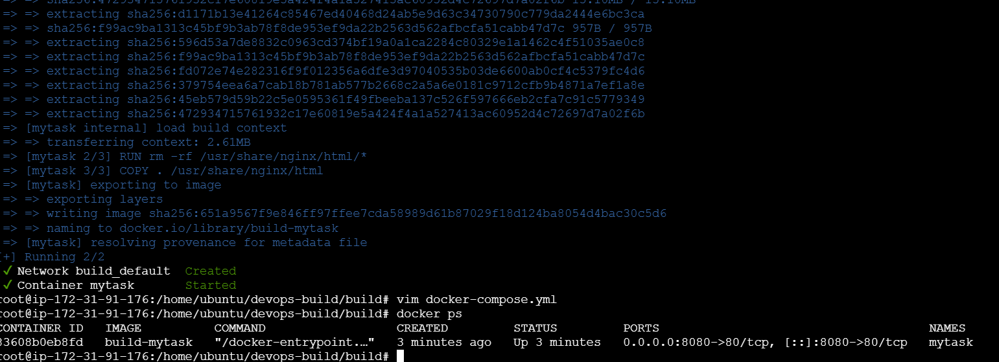 => => sha256:472934715761932c17e60819e5a424f4a1a527413ac60952d4c72697d7a02f6b 15.10MB / 15.10MB
=> => extracting sha256:d1171b13e41264c85467ed40468d24ab5e9d63c34730790c779da2444e6bc3ca
=> => sha256:f99ac9ba1313c45bf9b3ab78f8de953ef9da22b2563d562afbcfa51cabb47d7c 957B / 957B
=> => extracting sha256:596d53a7de8832c0963cd374bf19a0a1ca2284c80329e1a1462c4f51035ae0c8
=> => extracting sha256:f99ac9ba1313c45bf9b3ab78f8de953ef9da22b2563d562afbcfa51cabb47d7c
=> => extracting sha256:fd072e74e282316f9f012356a6dfe3d97040535b03de6600ab0cf4c5379fc4d6
=> => extracting sha256:379754eea6a7cab18b781ab577b2668c2a5a6e0181c9712cfb9b4871a7ef1a8e
=> => extracting sha256:45eb579d59b22c5e0595361f49fbeeba137c526f597666eb2cfa7c91c5779349
=> => extracting sha256:472934715761932c17e60819e5a424f4a1a527413ac60952d4c72697d7a02f6b
=> [mytask internal] load build context
=> => transferring context: 2.61MB
=> [mytask 2/3] RUN rm -rf /usr/share/nginx/html/*
=> [mytask 3/3] COPY . /usr/share/nginx/html
=> [mytask] exporting to image
=> => exporting layers
=> => writing image sha256:651a9567f9e846ff97ffee7cda58989d61b87029f18d124ba8054d4bac30c5d6
=> => naming to docker.io/library/build-mytask
=> [mytask] resolving provenance for metadata file
[+] Running 2/2
✓ Network build_default Created
✓ Container mytask Started
root@ip-172-31-91-176:/home/ubuntu/devops-build/build# vim docker-compose.yml
root@ip-172-31-91-176:/home/ubuntu/devops-build/build# docker ps
CONTAINER ID IMAGE COMMAND CREATED STATUS PORTS NAMES
83608b0eb8fd build-mytask "/docker-entrypoint.…" 3 minutes ago Up 3 minutes 0.0.0.0:8080->80/tcp, [::]:8080->80/tcp mytask
root@ip-172-31-91-176:/home/ubuntu/devops-build/build#